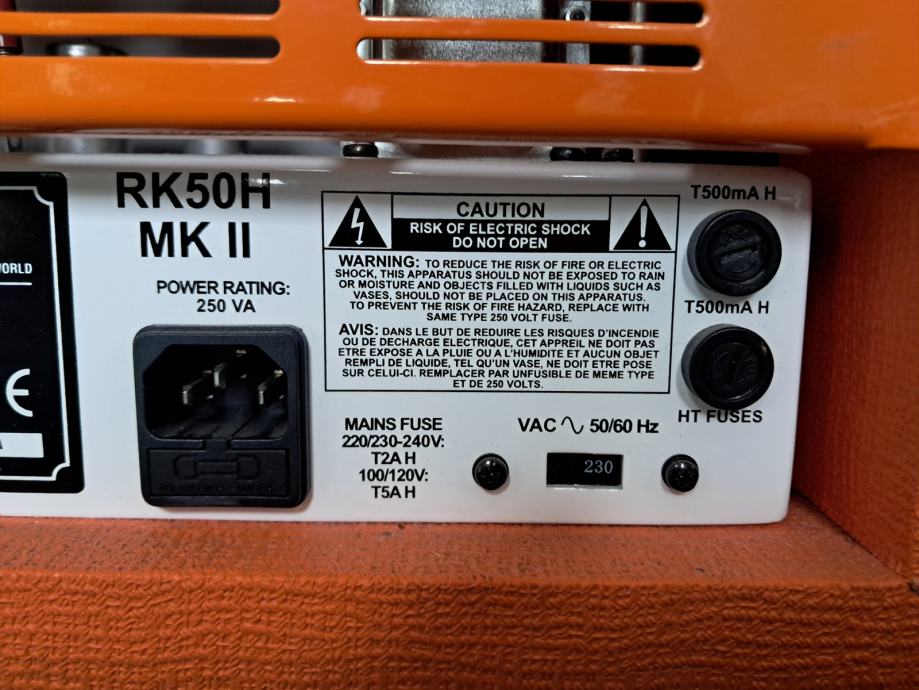 RK50H
MK II
POWER RATING:
250 VA
WORLD
CE
CAUTION
RISK OF ELECTRIC SHOCK
DO NOT OPEN
WARNING: TO REDUCE THE RISK OF FIRE OR ELECTRIC
SHOCK, THIS APPARATUS SHOULD NOT BE EXPOSED TO RAIN
OR MOISTURE AND OBJECTS FILLED WITH LIQUIDS SUCH AS
VASES, SHOULD NOT BE PLACED ON THIS APPARATUS.
TO PREVENT THE RISK OF FIRE HAZARD, REPLACE WITH
SAME TYPE 250 VOLT FUSE.
AVIS: DANS LE BUT DE REDUIRE LES RISQUES D'INCENDIE
OU DE DECHARGE ELECTRIQUE, CET APPREIL NE DOIT PAS
ETRE EXPOSE A LA PLUIE OU A L'HUMIDITE ET AUCUN OBJET
REMPLI DE LIQUIDE, TEL QU'UN VASE, NE DOIT ETRE POSE
SUR CELUI-CI. REMPLACER PAR UNFUSIBLE DE MEME TYPE
ET DE 250 VOLTS.
T500mA H
T500mA H
HT FUSES
MAINS FUSE
220/230-240V:
T2A H
100/120V:
T5A H
VAC ∿ 50/60 Hz
230